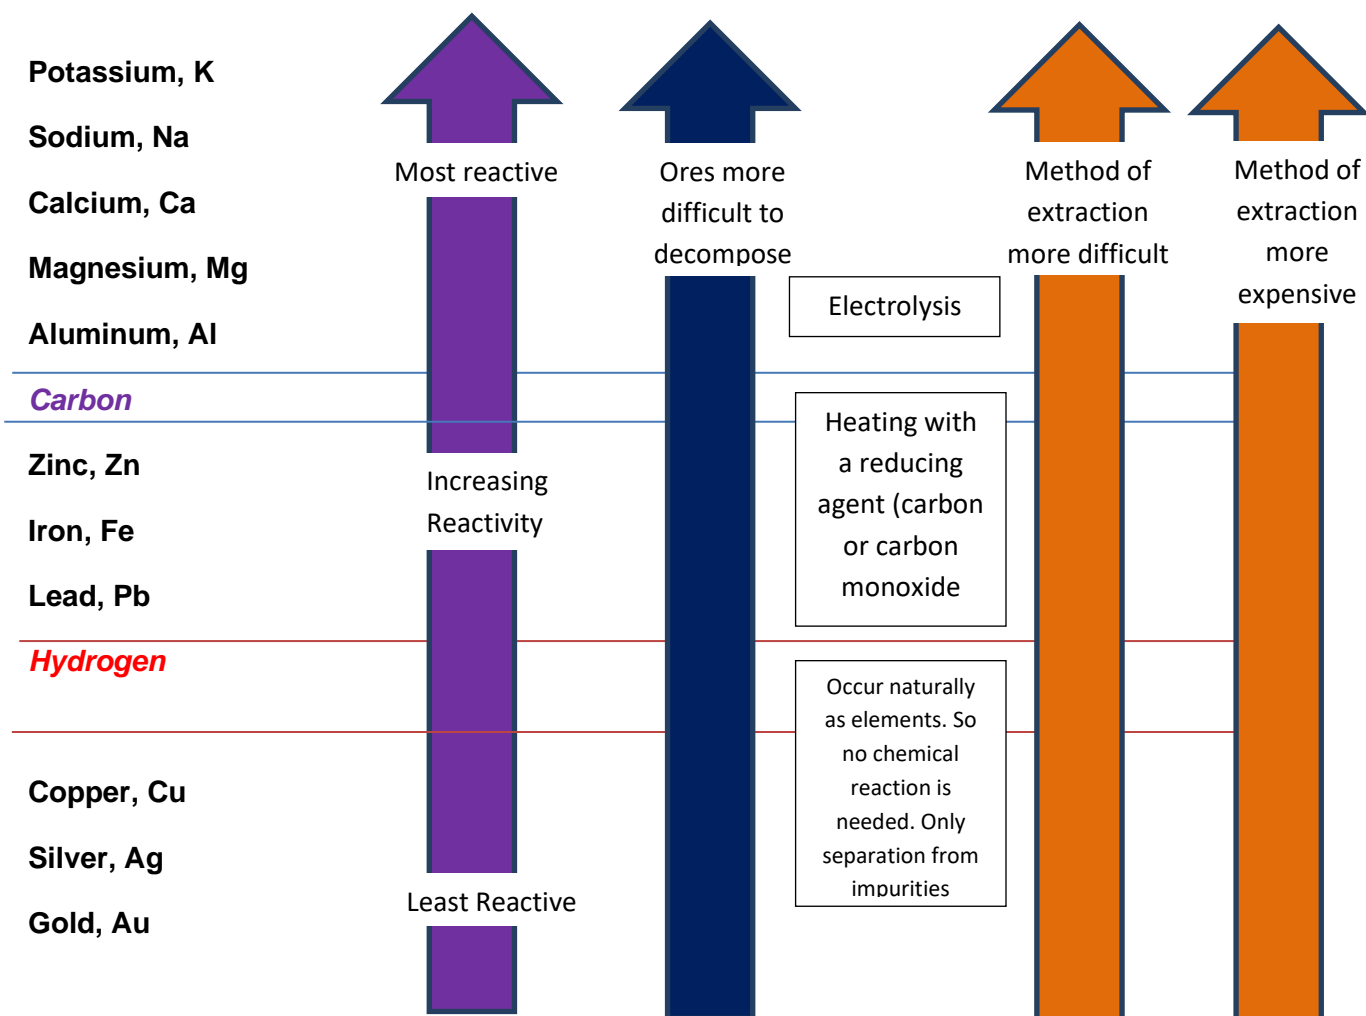 Potassium, K
Sodium, Na
Calcium, Ca
Magnesium, Mg
Aluminum, Al
Carbon
Zinc, Zn
Iron, Fe
Lead, Pb
Hydrogen
Copper, Cu
Silver, Ag
Gold, Au
Most reactive
Increasing
Reactivity
Least Reactive
Ores more
difficult to
decompose
Electrolysis
Heating with
a reducing
agent (carbon
or carbon
monoxide
Occur naturally
as elements. So
no chemical
reaction is
needed. Only
separation from
impurities
Method of
extraction
more difficult
Method of
extraction
more
expensive